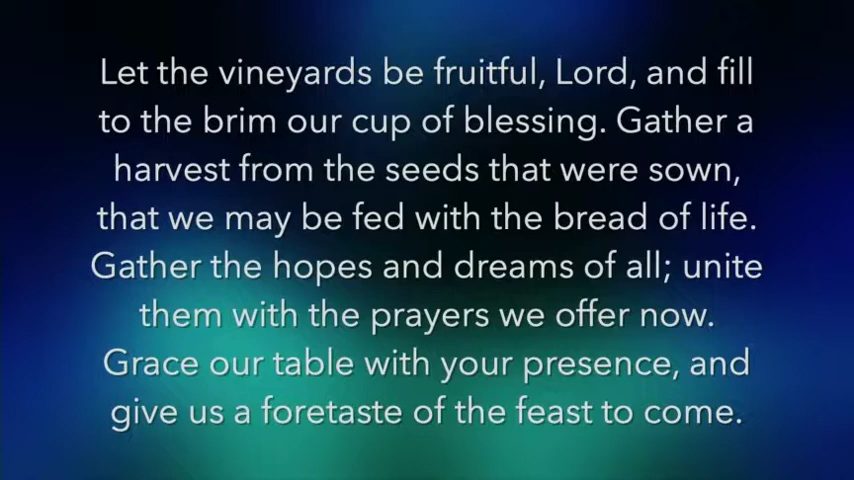 Let the vineyards be fruitful, Lord, and fill
to the brim our cup of blessing. Gather a
harvest from the seeds that were sown,
that we may be fed with the bread of life.
Gather the hopes and dreams of all; unite
them with the prayers we offer now.
Grace our table with your presence, and
give us a foretaste of the feast to come.